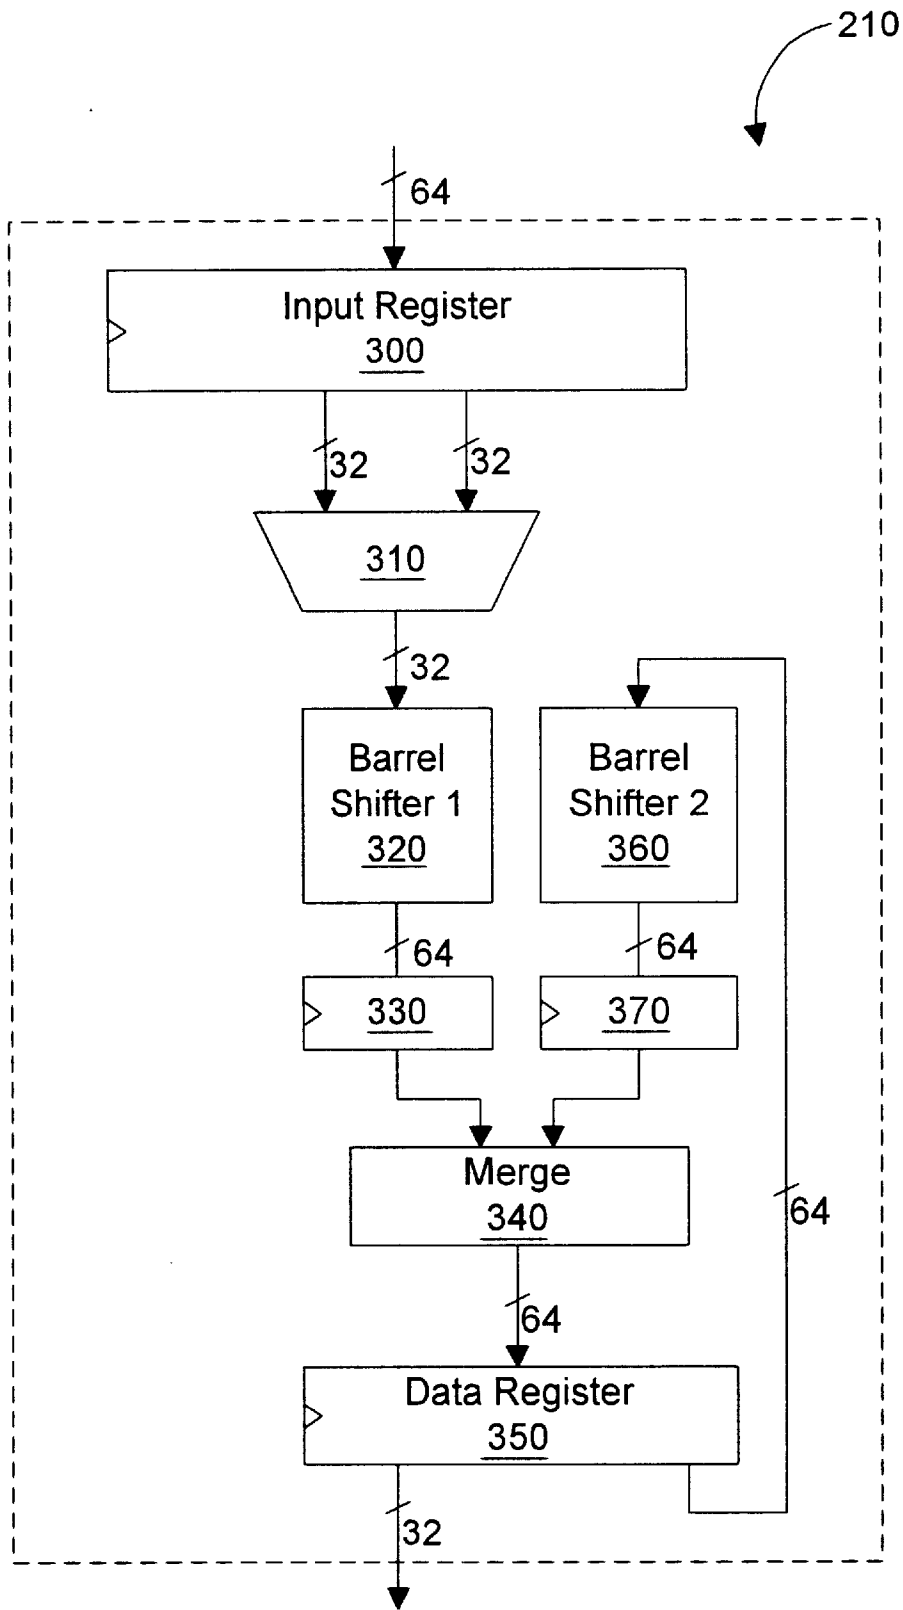 210
64
Input Register
300
32
32
310
32
Barrel
Shifter 1
320
Barrel
Shifter 2
360
64
64
330
370
Merge
340
64
64
Data Register
350
32